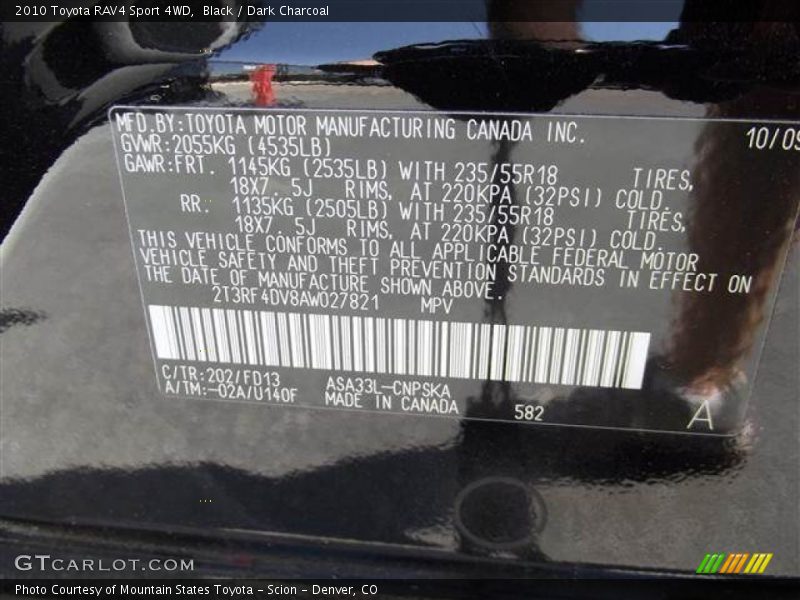 2010 Toyota RAV4 Sport 4WD, Black / Dark Charcoal
MFD.BY:TOYOTA MOTOR MANUFACTURING CANADA INC. 10/09
GVWR:2055KG (4535LB)
GAWR:FRT. 1145KG (2535LB) WITH 235/55R18 TIRES,
18X7 .5J RIMS, AT 220KPA (32PSI) COLD.
RR. 1135KG (2505LB) WITH 235/55R18 TIRES,
18X7 .5J RIMS, AT 220KPA (32PSI) COLD.
THIS VEHICLE CONFORMS TO ALL APPLICABLE FEDERAL MOTOR
VEHICLE SAFETY AND THEFT PREVENTION STANDARDS IN EFFECT ON
THE DATE OF MANUFACTURE SHOWN ABOVE.
2T3RF4DV8AW027821 MPV
C/TR:202/FD13 ASA33L-CNPSKA
A/TM:-02A/U140F MADE IN CANADA 582 A
GTCARLOT.COM
Photo Courtesy of Mountain States Toyota - Scion - Denver, CO